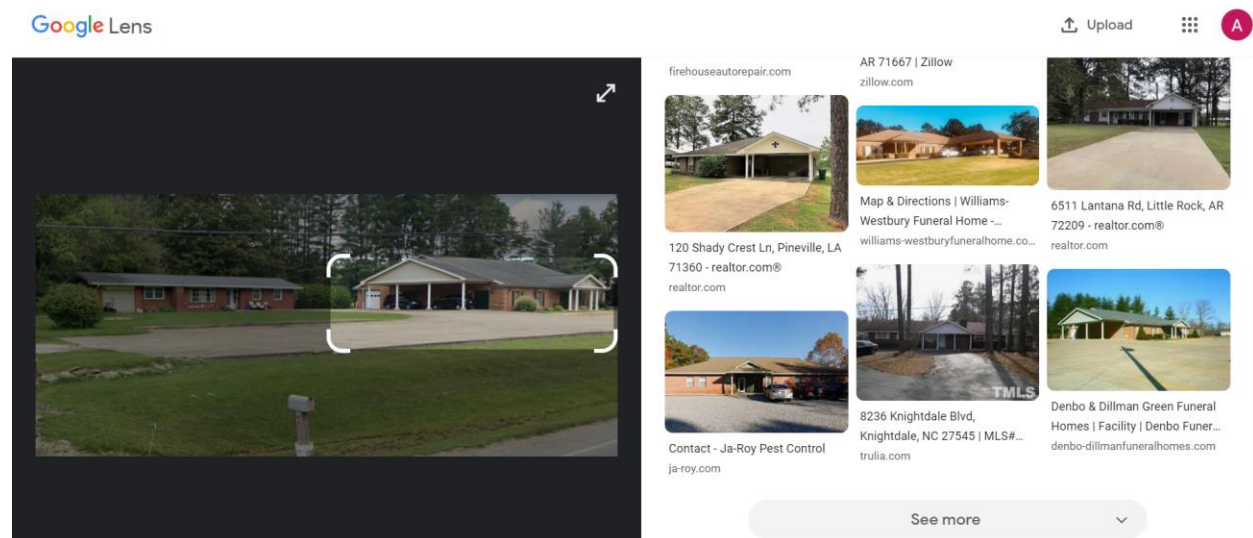 Google Lens
Upload
A
firehouseautorepair.com
120 Shady Crest Ln, Pineville, LA
71360 - realtor.com®
realtor.com
Contact - Ja-Roy Pest Control
ja-roy.com
AR 71667 | Zillow
zillow.com
Map & Directions | Williams-
Westbury Funeral Home -...
williams-westburyfuneralhome.co...
TMLS
8236 Knightdale Blvd,
Knightdale, NC 27545 | MLS#...
trulia.com
6511 Lantana Rd, Little Rock, AR
72209 - realtor.com®
realtor.com
Denbo & Dillman Green Funeral
Homes | Facility | Denbo Funer...
denbo-dillmanfuneralhomes.com
See more